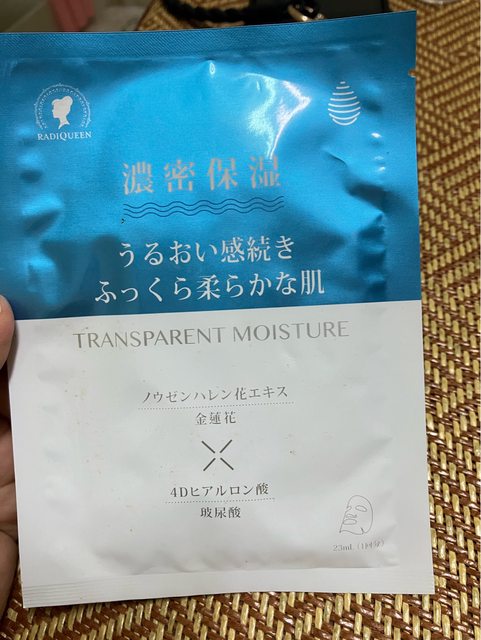 RADIQUEEN
濃密保湿
うるおい感続き
ふっくら柔らかな肌
TRANSPARENT MOISTURE
ノウゼンハレン花エキス
金蓮花
4Dヒアルロン酸
玻尿酸
23mL (1回分)